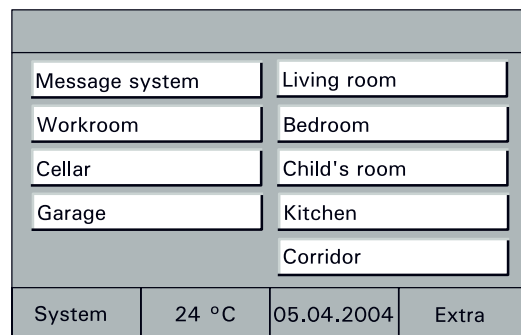 Message system
Living room
Workroom
Bedroom
Cellar
Child's room
Garage
Kitchen
Corridor
System
24 °C
05.04.2004
Extra